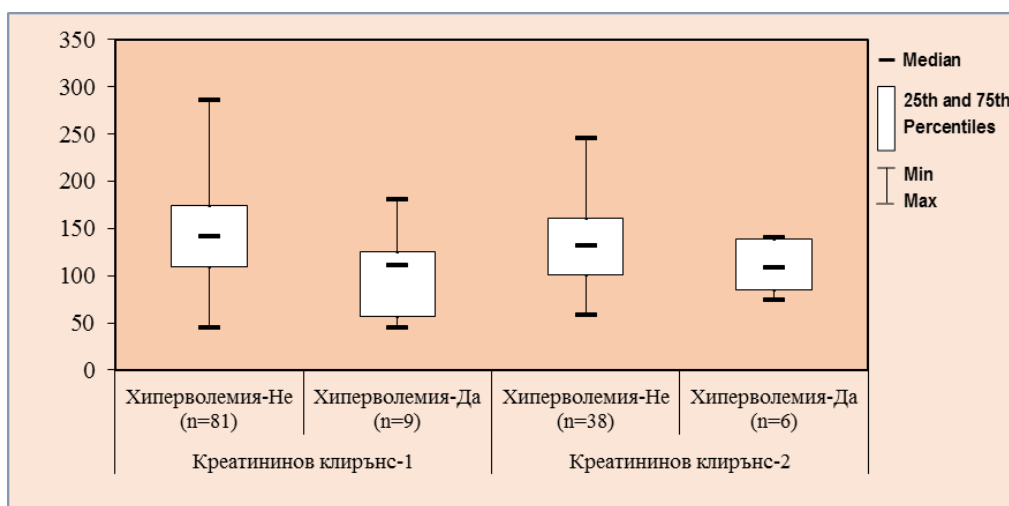 350
300
250
200
150
100
50
0
Median
25th and 75th
Percentiles
Min
Max
Хиперволемия-Не
(n=81)
Хиперволемия-Да
(n=9)
Хиперволемия-Не
(n=38)
Хиперволемия-Да
(n=6)
Креатининов клирънс-1
Креатининов клирънс-2